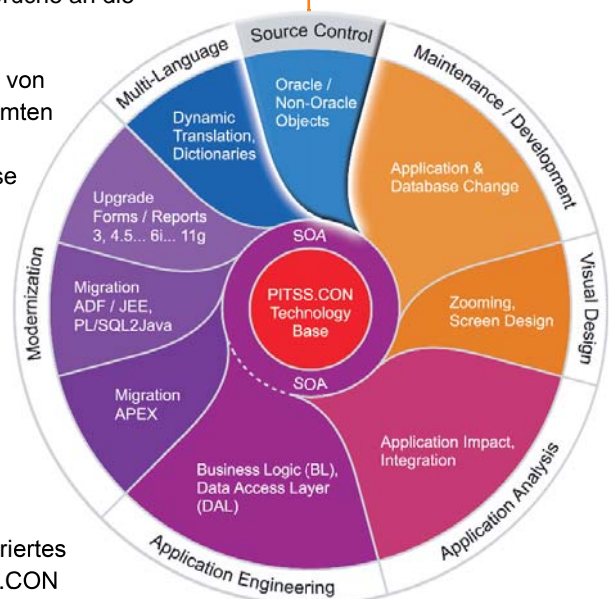 rüche an die
von
mten
se
riertes
.CON
Source Control
Oracle /
Non-Oracle
Objects
Maintenance / Development
Application &
Database Change
Visual Design
Zooming,
Screen Design
Application Analysis
Application Impact,
Integration
Application Engineering
Business Logic (BL),
Data Access Layer
(DAL)
Modernization
Migration
APEX
Migration
ADF / JEE,
PL/SQL2Java
Upgrade
Forms / Reports
3, 4.5... 6i... 11g
Multi-Language
Dynamic
Translation,
Dictionaries
SOA
PITSS.CON
Technology
Base
SOA